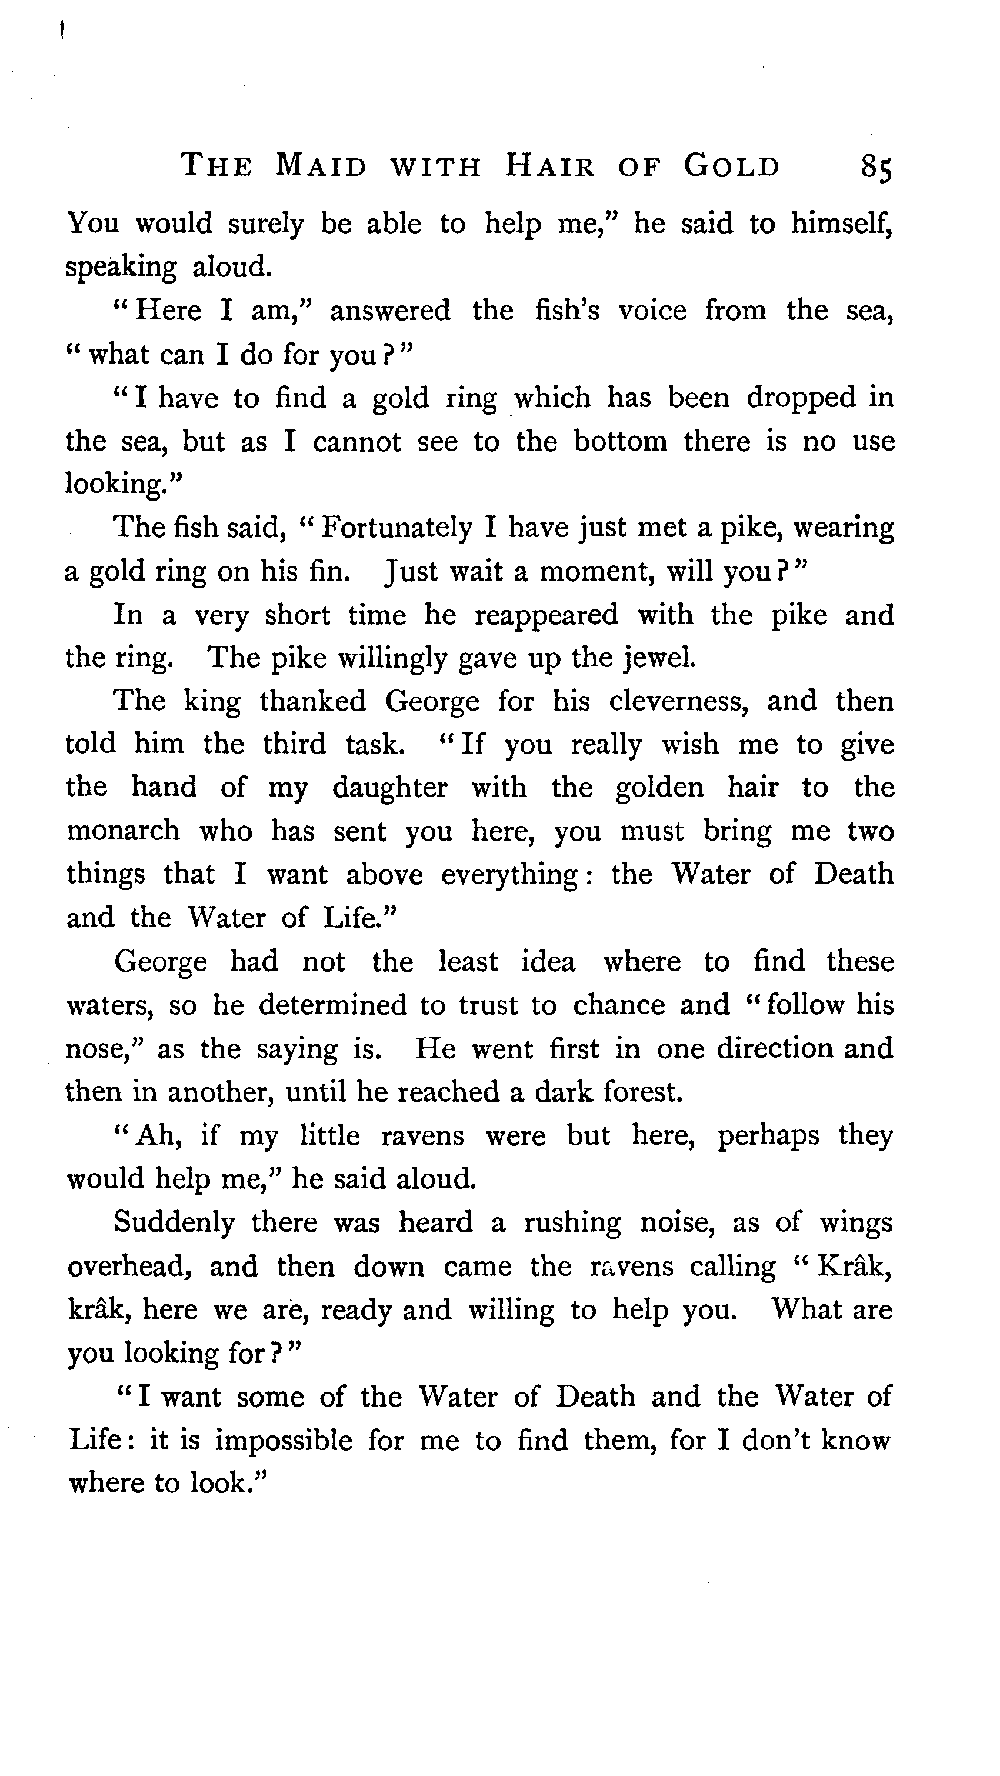 THE MAID WITH HAIR OF GOLD 85
You would surely be able to help me,” he said to himself,
speaking aloud.
“Here I am,” answered the fish’s voice from the sea,
“what can I do for you?”
“I have to find a gold ring which has been dropped in
the sea, but as I cannot see to the bottom there is no use
looking.”
The fish said, “Fortunately I have just met a pike, wearing
a gold ring on his fin. Just wait a moment, will you?”
In a very short time he reappeared with the pike and
the ring. The pike willingly gave up the jewel.
The king thanked George for his cleverness, and then
told him the third task. “If you really wish me to give
the hand of my daughter with the golden hair to the
monarch who has sent you here, you must bring me two
things that I want above everything: the Water of Death
and the Water of Life.”
George had not the least idea where to find these
waters, so he determined to trust to chance and “follow his
nose,” as the saying is. He went first in one direction and
then in another, until he reached a dark forest.
“Ah, if my little ravens were but here, perhaps they
would help me,” he said aloud.
Suddenly there was heard a rushing noise, as of wings
overhead, and then down came the ravens calling “Krâk,
krâk, here we are, ready and willing to help you. What are
you looking for?”
“I want some of the Water of Death and the Water of
Life: it is impossible for me to find them, for I don’t know
where to look.”